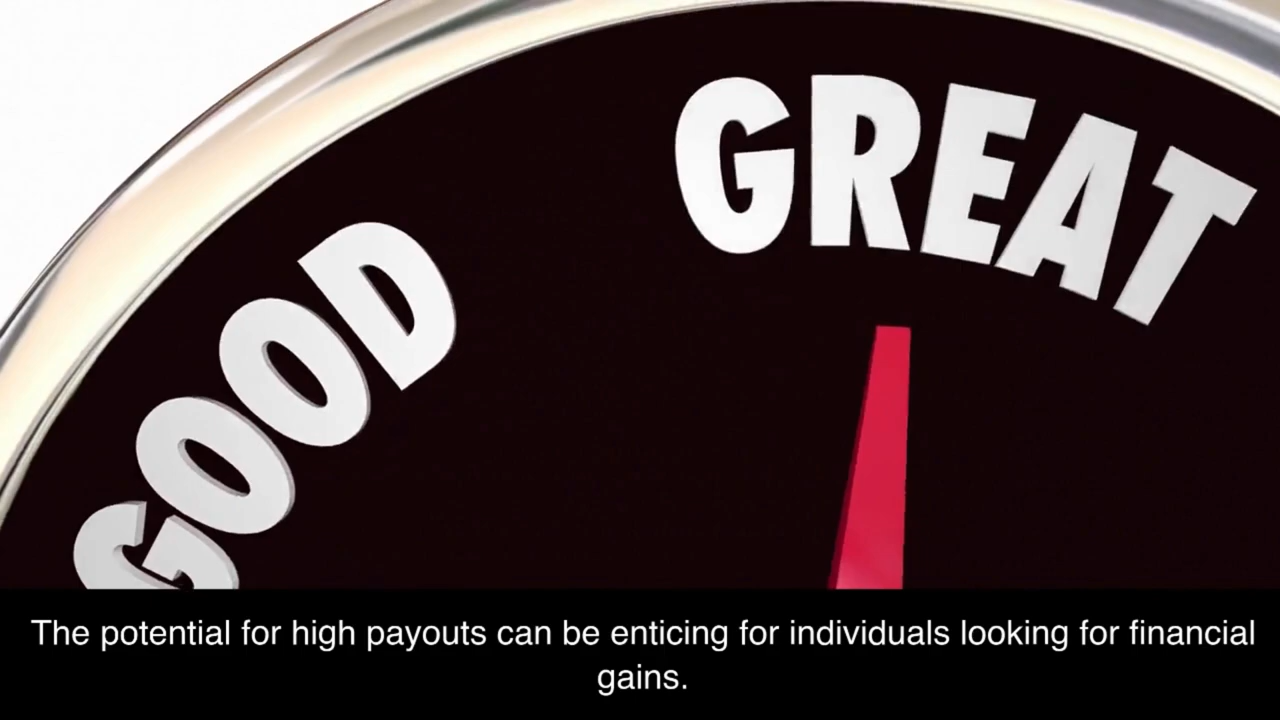 GOOD
GREAT
The potential for high payouts can be enticing for individuals looking for financial
gains.